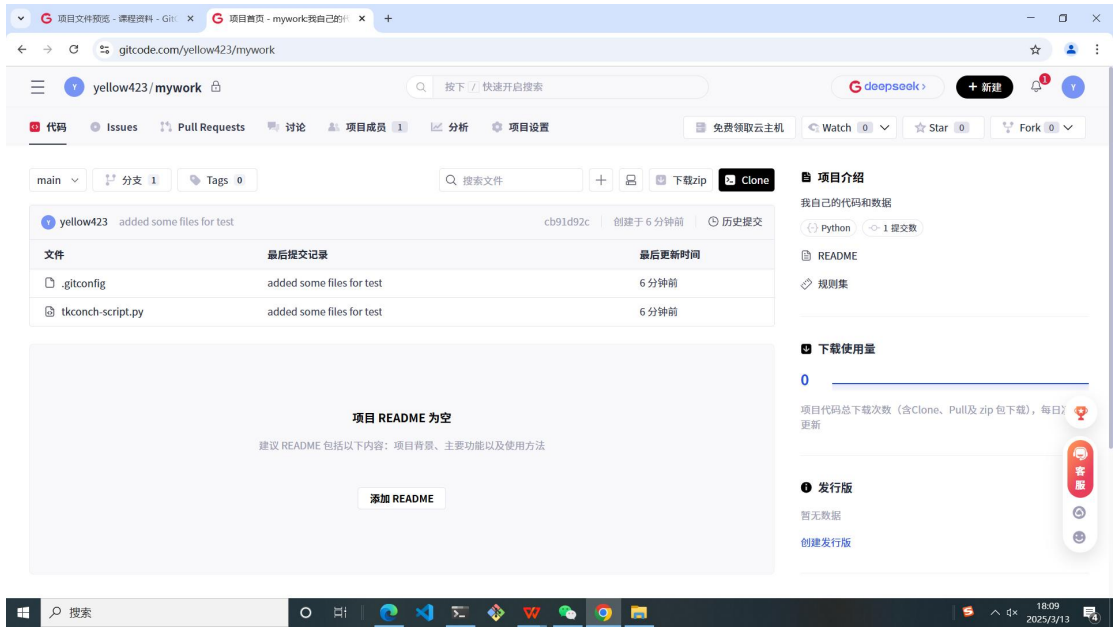 项目文件预览 - 课程资料 - Git
项目首页 - mywork:我自己的
gitcode.com/yellow423/mywork
Y yellow423/mywork
按下 / 快速开启搜索
deepseek
+ 新建
1
Y
代码 Issues Pull Requests 讨论 项目成员 1 分析 项目设置
免费领取云主机 Watch 0 Star 0 Fork 0
main 分支 1 Tags 0 搜索文件 下载zip Clone
Y yellow423 added some files for test cb91d92c 创建于 6 分钟前 历史提交
文件 最后提交记录 最后更新时间
.gitconfig added some files for test 6 分钟前
tkconch-script.py added some files for test 6 分钟前
项目 README 为空
建议 README 包括以下内容：项目背景、主要功能以及使用方法
添加 README
项目介绍
我自己的代码和数据
Python 1 提交数
README
规则集
下载使用量
0
项目代码总下载次数（含Clone、Pull及 zip 包下载），每日
更新
发行版
暂无数据
创建发行版
客服
搜索
18:09
2025/3/13
4